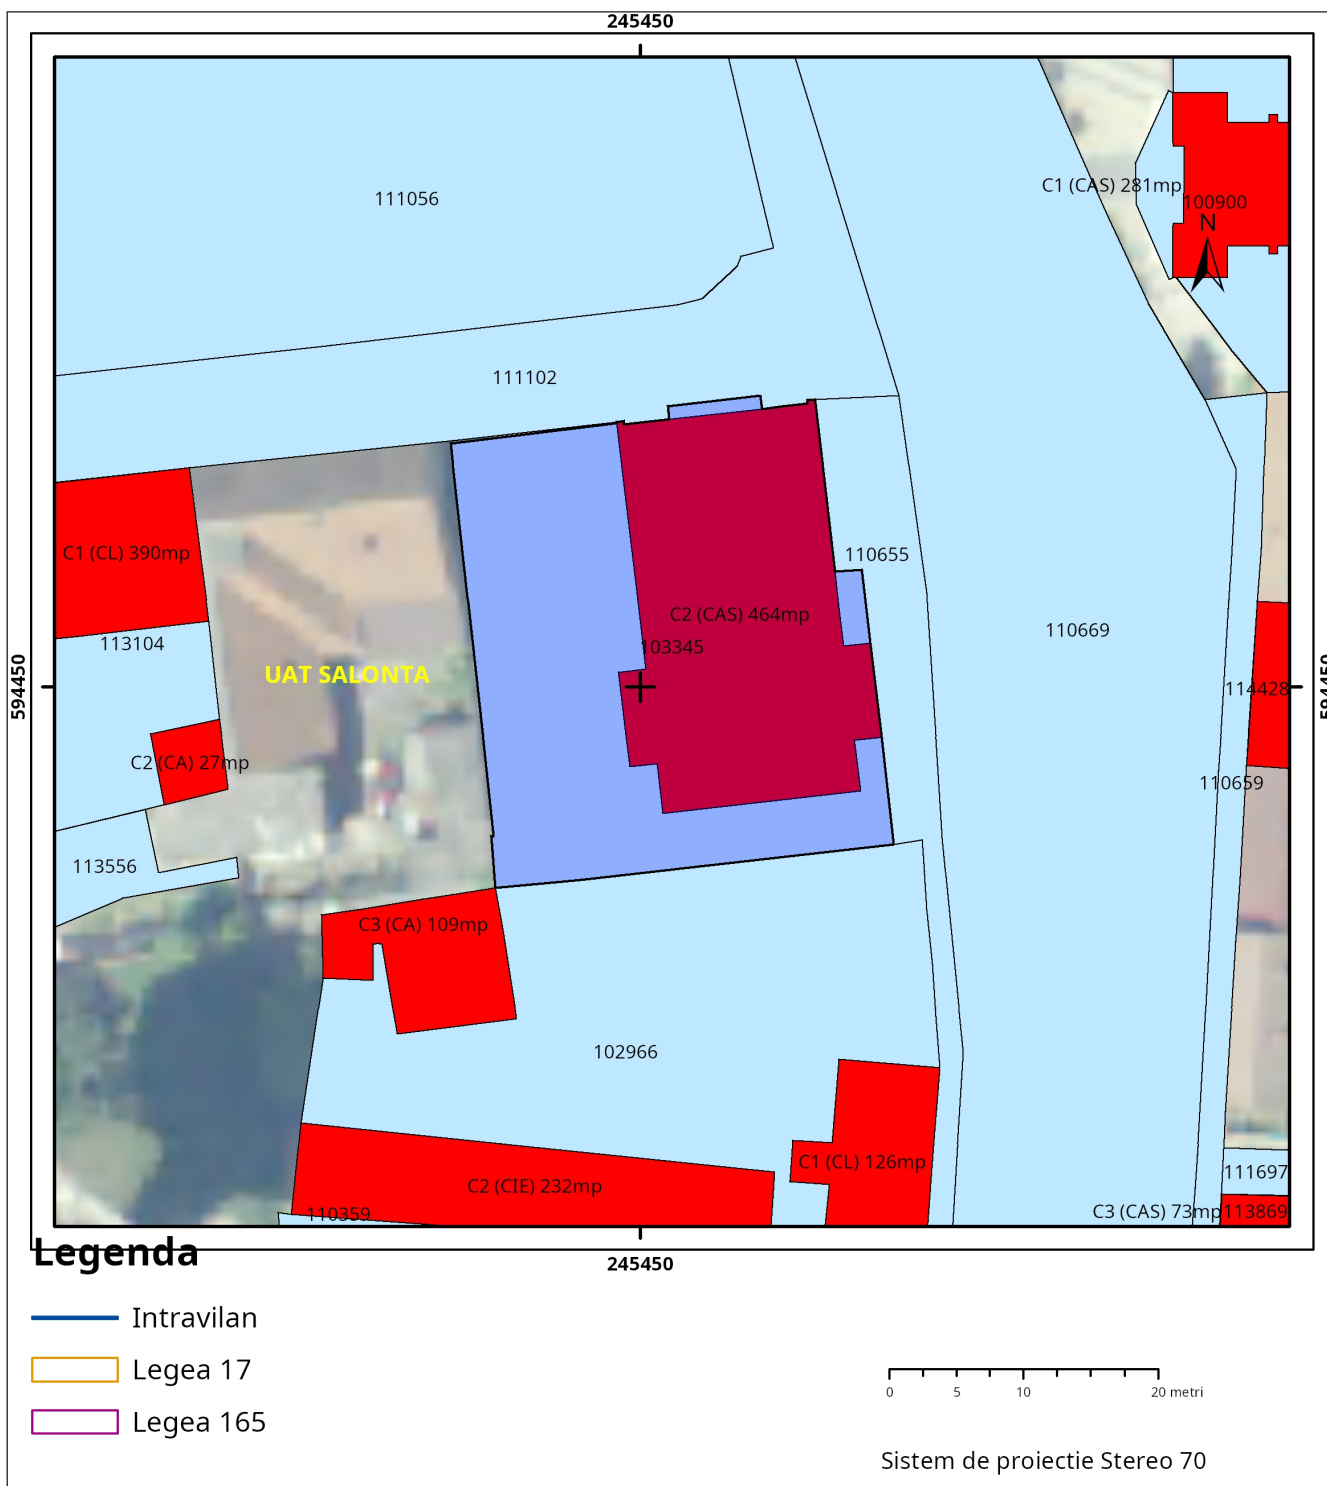 245450
111056
C1 (CAS) 281mp
100900
N
111102
C1 (CL) 390mp
110655
C2 (CAS) 464mp
110669
113104
103345
UAT SALONTA
594450
594450
114428
C2 (CA) 27mp
110659
113556
C3 (CA) 109mp
102966
C1 (CL) 126mp
111697
C2 (CIE) 232mp
110359
C3 (CAS) 73mp
113869
245450
Legenda
Intravilan
Legea 17
Legea 165
0 5 10 20 metri
Sistem de proiectie Stereo 70